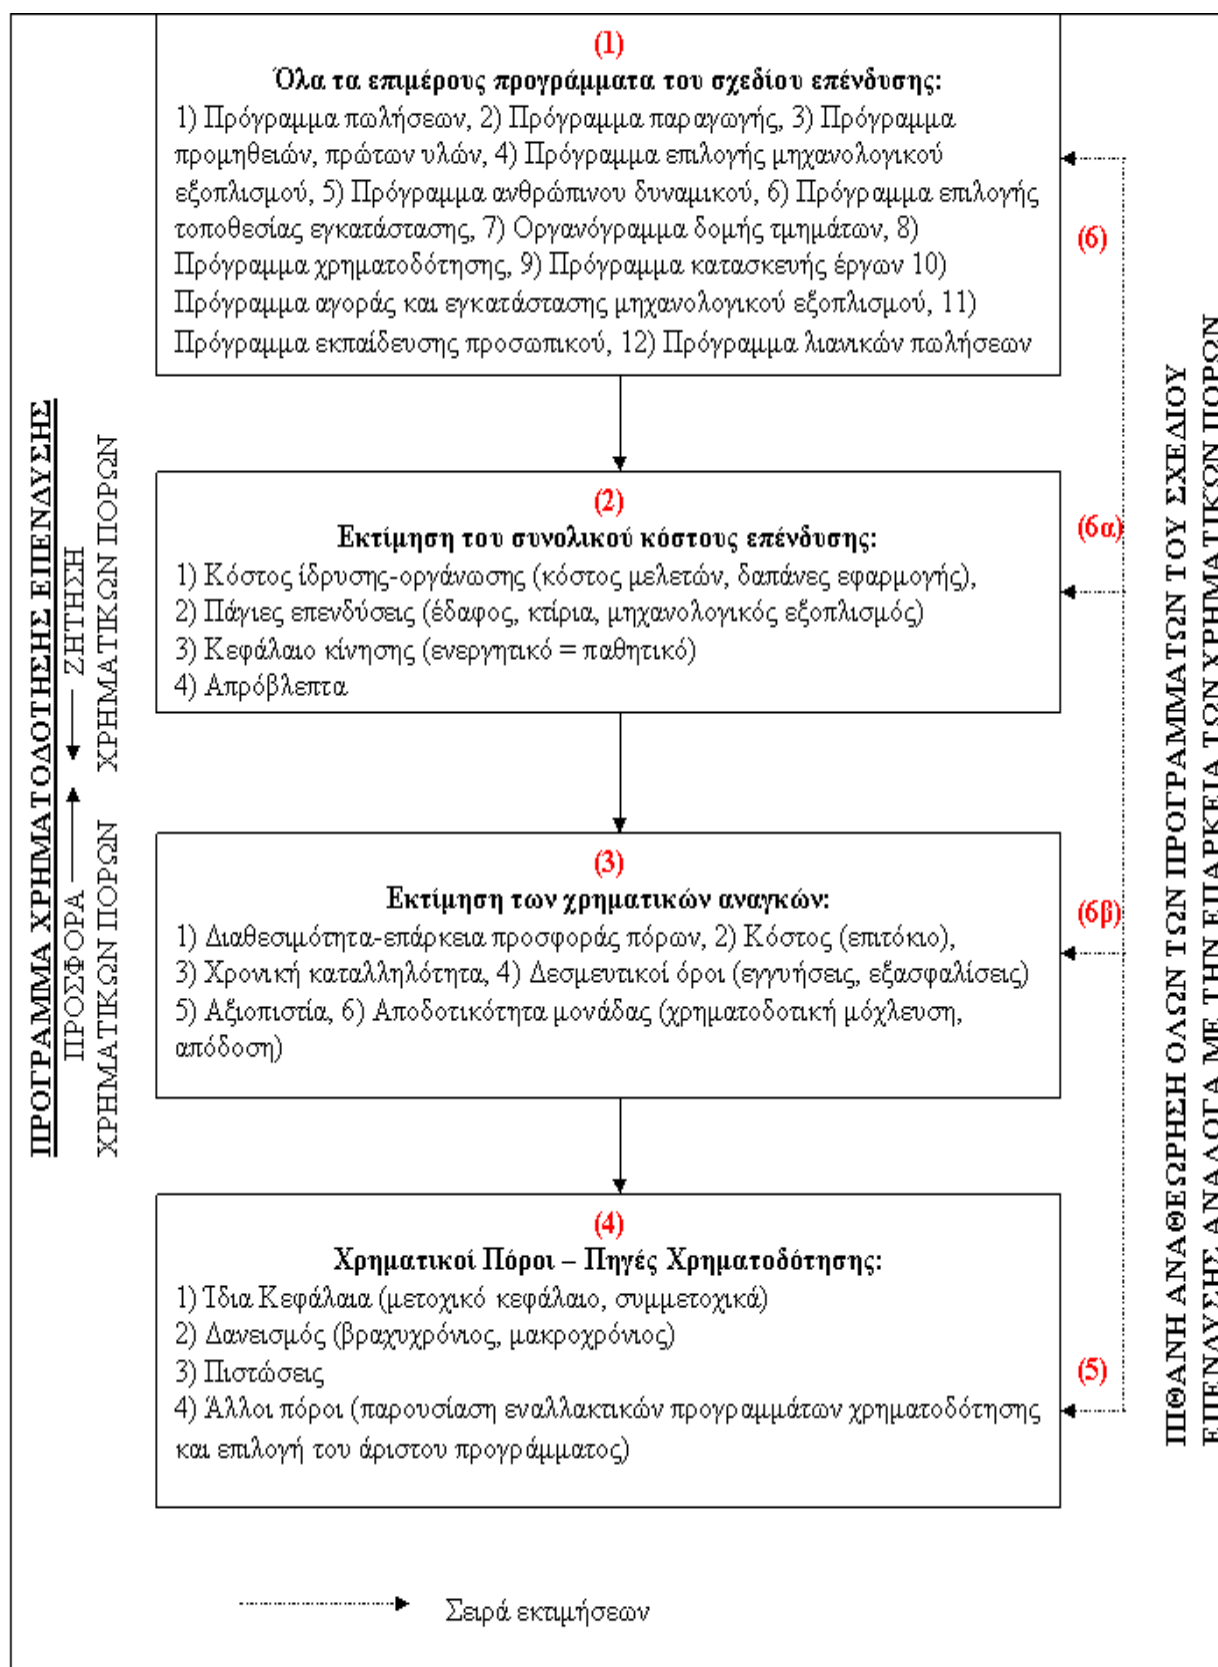 (1)
Όλα τα επιμέρους προγράμματα του σχεδίου επένδυσης:
1) Πρόγραμμα πωλήσεων, 2) Πρόγραμμα παραγωγής, 3) Πρόγραμμα
προμηθειών, πρώτων υλών, 4) Πρόγραμμα επιλογής μηχανολογικού
εξοπλισμού, 5) Πρόγραμμα ανθρώπινου δυναμικού, 6) Πρόγραμμα επιλογής
τοποθεσίας εγκατάστασης, 7) Οργανόγραμμα δομής τμημάτων, 8)
Πρόγραμμα χρηματοδότησης, 9) Πρόγραμμα κατασκευής έργων 10)
Πρόγραμμα αγοράς και εγκατάστασης μηχανολογικού εξοπλισμού, 11)
Πρόγραμμα εκπαίδευσης προσωπικού, 12) Πρόγραμμα λιανικών πωλήσεων
(6)
(2)
Εκτίμηση του συνολικού κόστους επένδυσης:
1) Κόστος ίδρυσης-οργάνωσης (κόστος μελετών, δαπάνες εφαρμογής),
2) Πάγιες επενδύσεις (έδαφος, κτίρια, μηχανολογικός εξοπλισμός)
3) Κεφάλαιο κίνησης (ενεργητικό = παθητικό)
4) Απρόβλεπτα
(6α)
(3)
Εκτίμηση των χρηματικών αναγκών:
1) Διαθεσιμότητα-επάρκεια προσφοράς πόρων, 2) Κόστος (επιτόκιο),
3) Χρονική καταλληλότητα, 4) Δεσμευτικοί όροι (εγγυήσεις, εξασφαλίσεις)
5) Αξιοπιστία, 6) Αποδοτικότητα μονάδας (χρηματοδοτική μόχλευση,
απόδοση)
(6β)
(4)
Χρηματικοί Πόροι – Πηγές Χρηματοδότησης:
1) Ίδια Κεφάλαια (μετοχικό κεφάλαιο, συμμετοχικά)
2) Δανεισμός (βραχυχρόνιος, μακροχρόνιος)
3) Πιστώσεις
4) Άλλοι πόροι (παρουσίαση εναλλακτικών προγραμμάτων χρηματοδότησης
και επιλογή του άριστου προγράμματος)
(5)
Σειρά εκτιμήσεων
ΠΡΟΓΡΑΜΜΑ ΧΡΗΜΑΤΟΔΟΤΗΣΗΣ ΕΠΕΝΔΥΣΗΣ
ΠΡΟΣΦΟΡΑ ΖΗΤΗΣΗ
ΧΡΗΜΑΤΙΚΩΝ ΠΟΡΩΝ ΧΡΗΜΑΤΙΚΩΝ ΠΟΡΩΝ
ΠΙΘΑΝΗ ΑΝΑΘΕΩΡΗΣΗ ΟΛΩΝ ΤΩΝ ΠΡΟΓΡΑΜΜΑΤΩΝ ΤΟΥ ΣΧΕΔΙΟΥ
ΕΠΕΝΔΥΣΗΣ ΑΝΑΛΟΓΑ ΜΕ ΤΗΝ ΕΠΑΡΚΕΙΑ ΤΩΝ ΧΡΗΜΑΤΙΚΩΝ ΠΟΡΩΝ